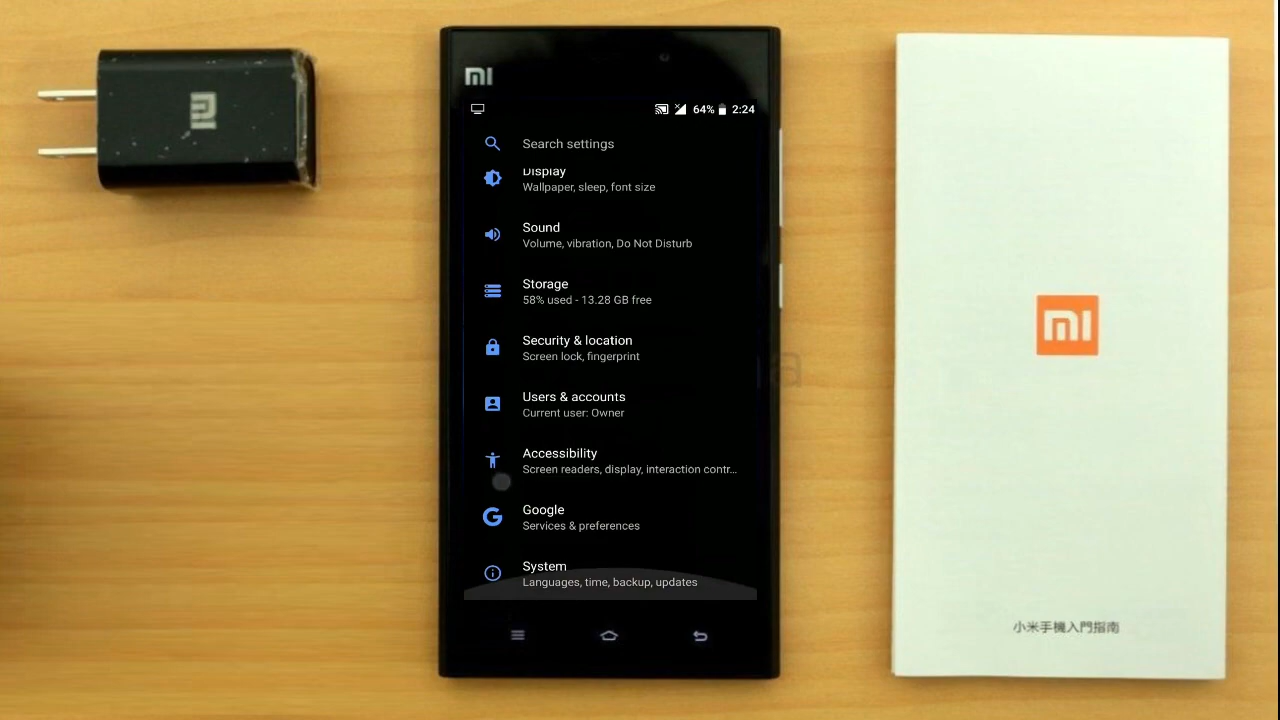 mi
mi
64% 2:24
Search settings
Display
Wallpaper, sleep, font size
Sound
Volume, vibration, Do Not Disturb
Storage
58% used - 13.28 GB free
Security & location
Screen lock, fingerprint
Users & accounts
Current user: Owner
Accessibility
Screen readers, display, interaction contr...
Google
Services & preferences
System
Languages, time, backup, updates
mi
小米手機入門指南